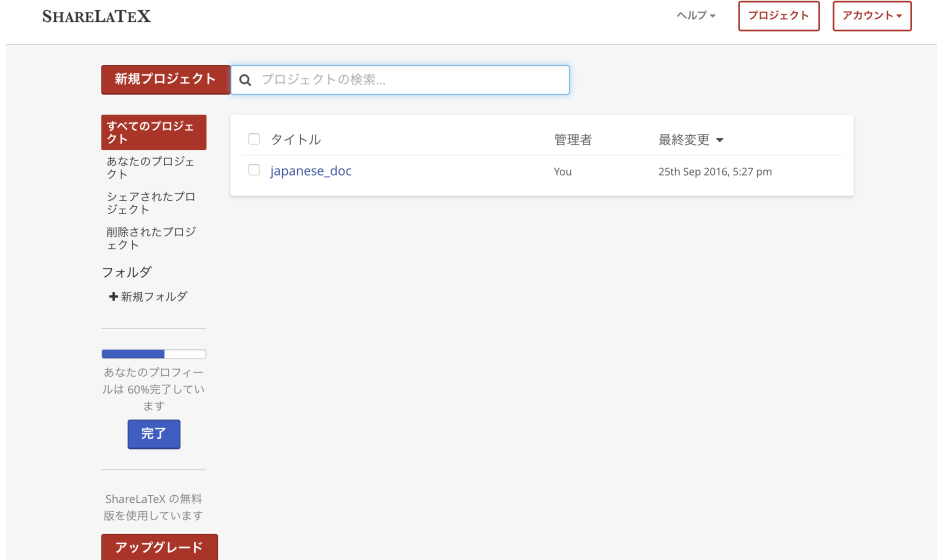 ShareLaTeX
ヘルプ プロジェクト アカウント
新規プロジェクト プロジェクトの検索...
すべてのプロジェ
クト
あなたのプロジェ
クト
シェアされたプロ
ジェクト
削除されたプロジ
ェクト
フォルダ
新規フォルダ
タイトル 管理者 最終変更
japanese_doc You 25th Sep 2016, 5:27 pm
あなたのプロフィー
ルは 60%完了してい
ます
完了
ShareLaTeX の無料
版を使用しています
アップグレード